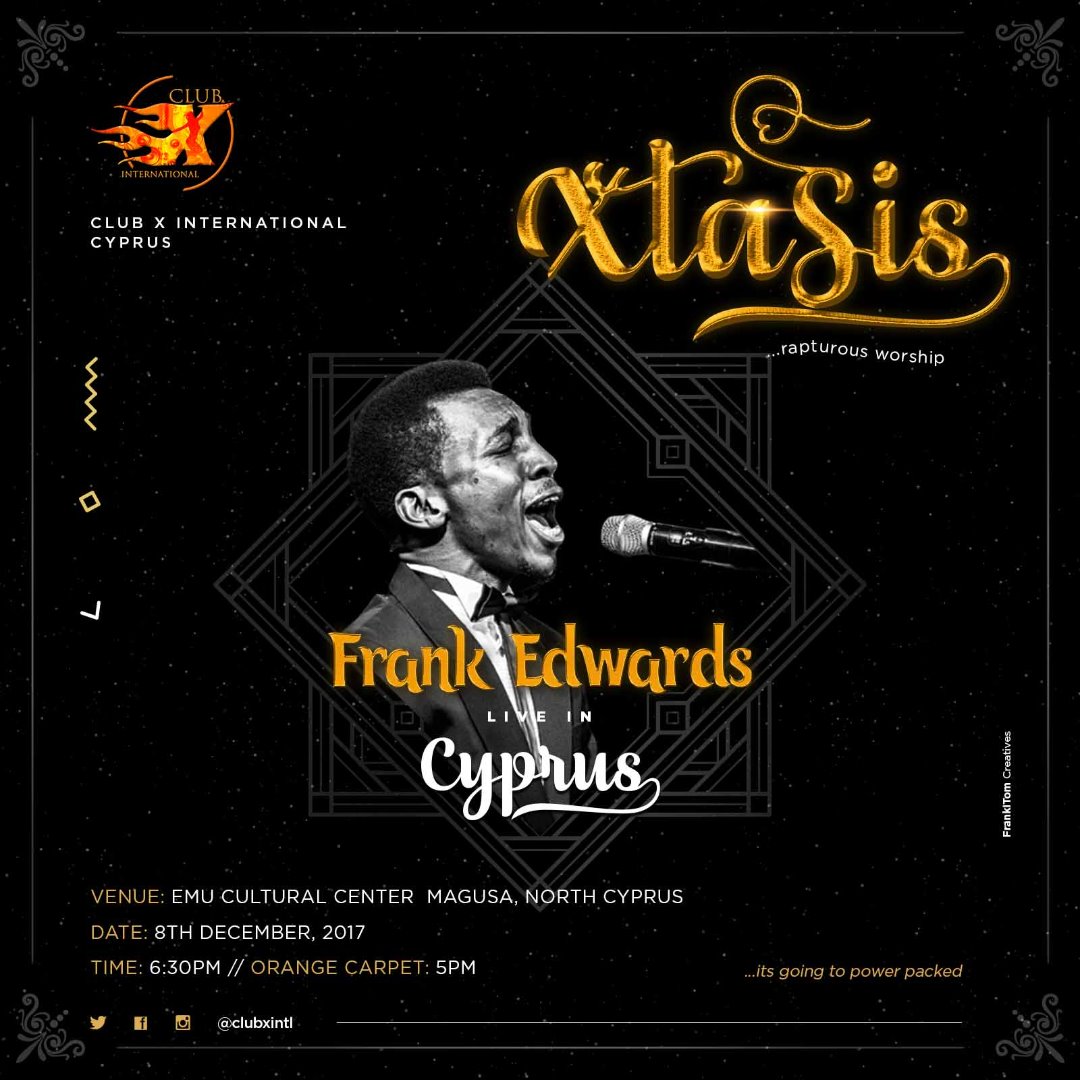 CLUB
X
INTERNATIONAL
CLUB X INTERNATIONAL
CYPRUS
xtasis
...rapturous worship
Frank Edwards
LIVE IN
Cyprus
FrankITom Creatives
VENUE: EMU CULTURAL CENTER MAGUSA, NORTH CYPRUS
DATE: 8TH DECEMBER, 2017
TIME: 6:30PM // ORANGE CARPET: 5PM
...its going to power packed
@clubxintl